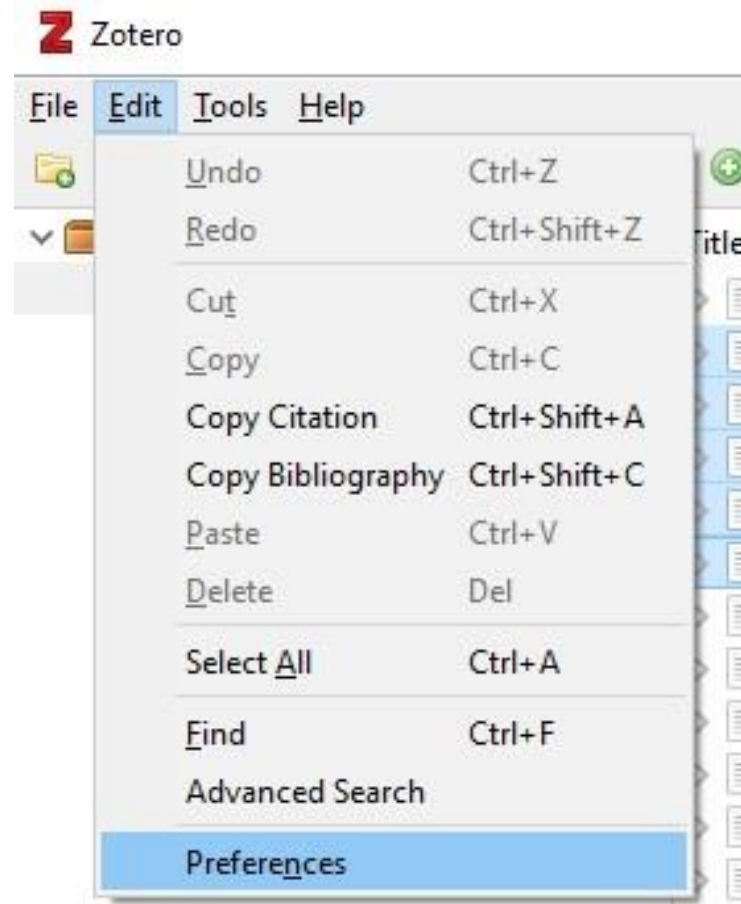 Zotero
File Edit Tools Help
Undo Ctrl+Z
Redo Ctrl+Shift+Z
Cut Ctrl+X
Copy Ctrl+C
Copy Citation Ctrl+Shift+A
Copy Bibliography Ctrl+Shift+C
Paste Ctrl+V
Delete Del
Select All Ctrl+A
Find Ctrl+F
Advanced Search
Preferences